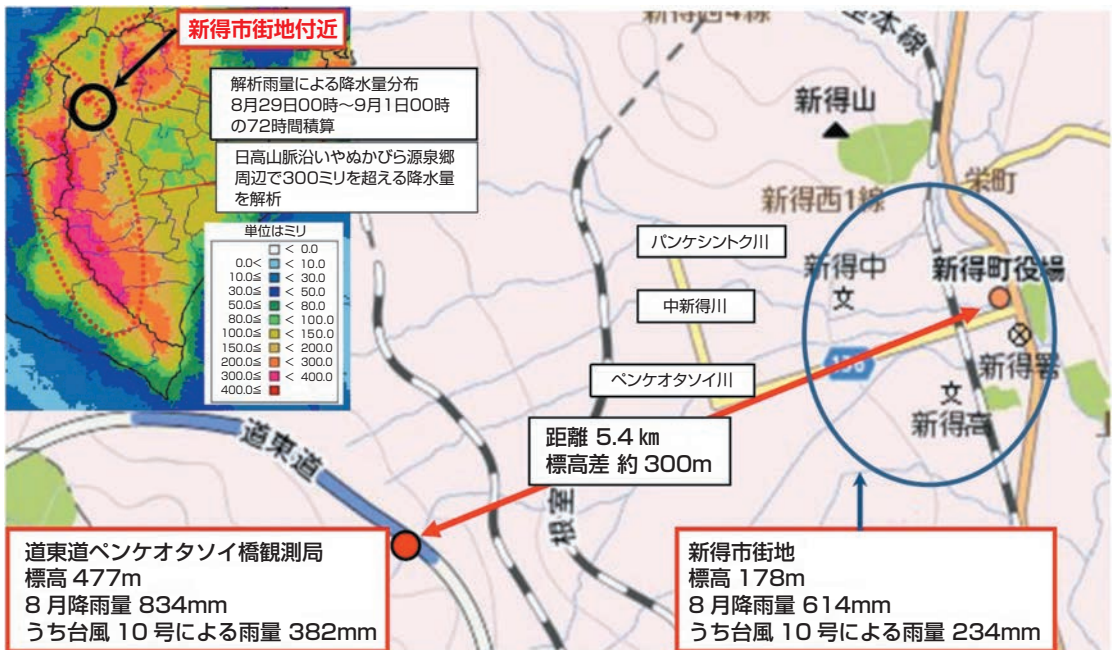 新得市街地付近
解析雨量による降水量分布
8月29日00時～9月1日00時
の72時間積算
日高山脈沿いやぬかびら源泉郷
周辺で300ミリを超える降水量
を解析
単位はミリ
< 0.0
0.0< < 10.0
10.0≦ < 30.0
30.0≦ < 50.0
50.0≦ < 80.0
80.0≦ < 100.0
100.0≦ < 150.0
150.0≦ < 200.0
200.0≦ < 300.0
300.0≦ < 400.0
400.0≦
新得西4線
本線
新得山
栄町
新得西1線
パンケシントク川
新得中
文
新得町役場
中新得川
ペンケオタソイ川
新得署
文
新得高
距離 5.4 km
標高差 約 300m
道東道
根室
道東道ペンケオタソイ橋観測局
標高 477m
8 月降雨量 834mm
うち台風 10 号による雨量 382mm
新得市街地
標高 178m
8 月降雨量 614mm
うち台風 10 号による雨量 234mm